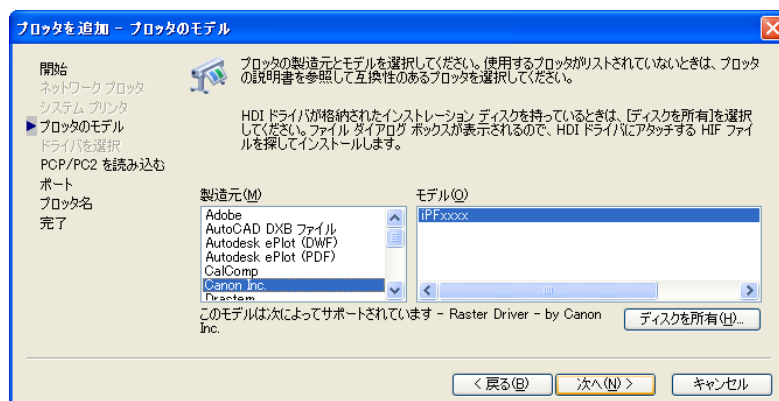 プロッタを追加 - プロッタのモデル
開始
ネットワーク プロッタ
システム プリンタ
プロッタのモデル
ドライバを選択
PCP/PC2 を読み込む
ポート
プロッタ名
完了
プロッタの製造元とモデルを選択してください。使用するプロッタがリストされていないときは、プロッタ
の説明書を参照して互換性のあるプロッタを選択してください。
HDI ドライバが格納されたインストレーション ディスクを持っているときは、[ディスクを所有]を選択
してください。ファイル ダイアログ ボックスが表示されるので、HDI ドライバにアタッチする HIF ファイ
ルを探してインストールします。
製造元(M)
Adobe
AutoCAD DXB ファイル
Autodesk ePlot (DWF)
Autodesk ePlot (PDF)
CalComp
Canon Inc.
Drastem
モデル(O)
iPFxxxx
このモデルは次によってサポートされています - Raster Driver - by Canon
Inc.
ディスクを所有(H)...
< 戻る(B)
次へ(N) >
キャンセル